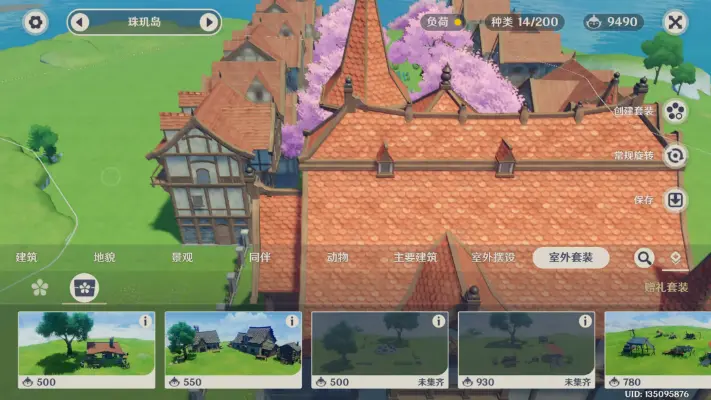 珠玑岛
负荷
种类 14/200
9490
创建套装
常规旋转
保存
建筑
地貌
景观
同伴
动物
主要建筑
室外摆设
室外套装
赠礼套装
500
550
500
未集齐
930
未集齐
780
UID: 135095876